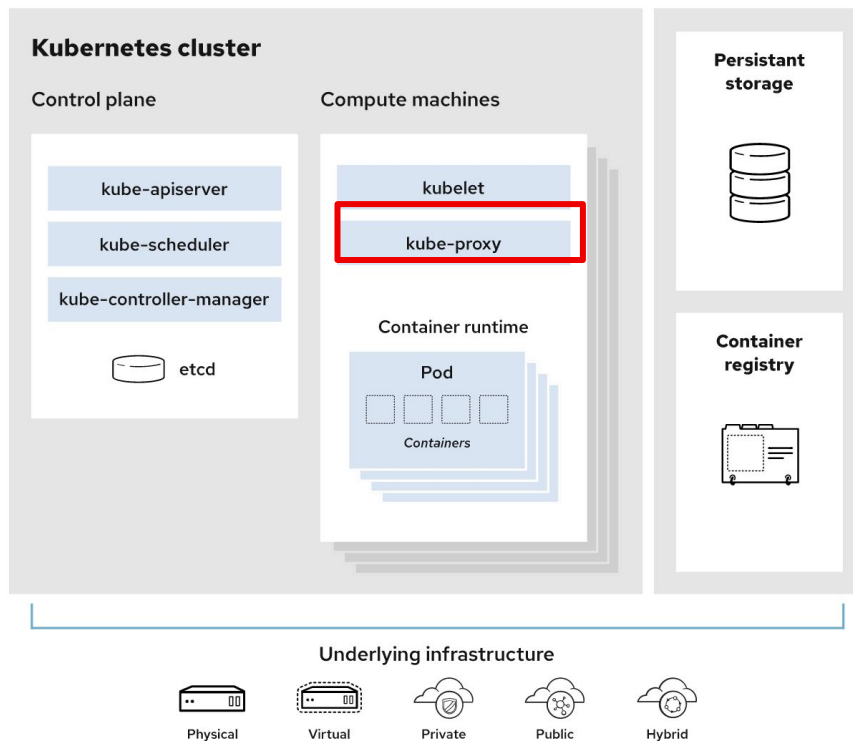 Kubernetes cluster
Control plane
kube-apiserver
kube-scheduler
kube-controller-manager
etcd
Compute machines
kubelet
kube-proxy
Container runtime
Pod
Containers
Persistant
storage
Container
registry
Underlying infrastructure
Physical
Virtual
Private
Public
Hybrid